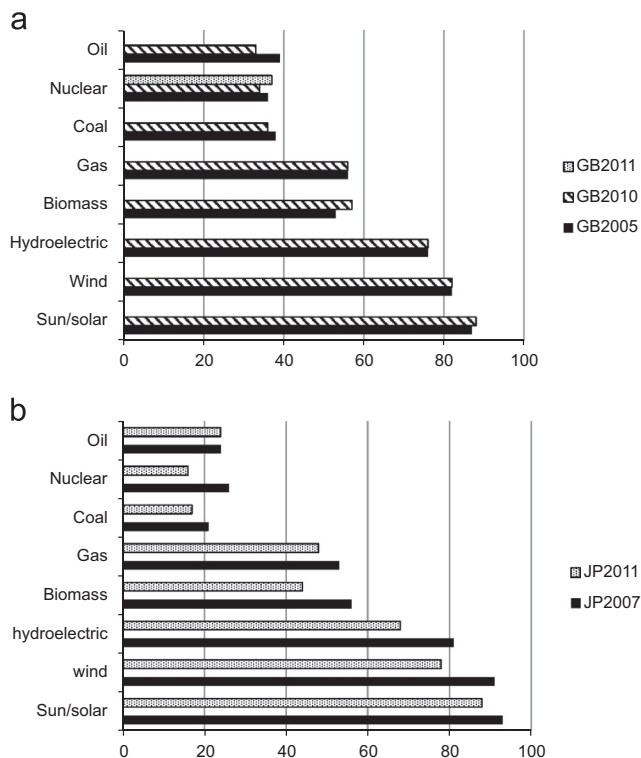 a
Oil
Nuclear
Coal
Gas
Biomass
Hydroelectric
Wind
Sun/solar
0 20 40 60 80 100
GB2011
GB2010
GB2005
b
Oil
Nuclear
Coal
Gas
Biomass
hydroelectric
wind
Sun/solar
0 20 40 60 80 100
JP2011
JP2007